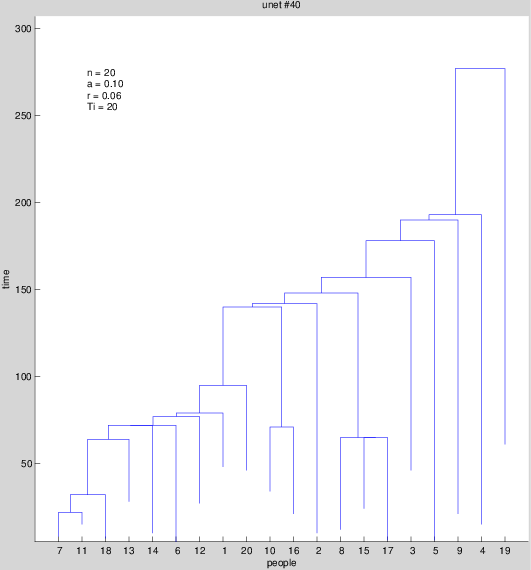 unet #40
300
n = 20
a = 0.10
r = 0.06
Ti = 20
250
200
150
100
50
time
7 11 18 13 14 6 12 1 20 10 16 2 8 15 17 3 5 9 4 19
people